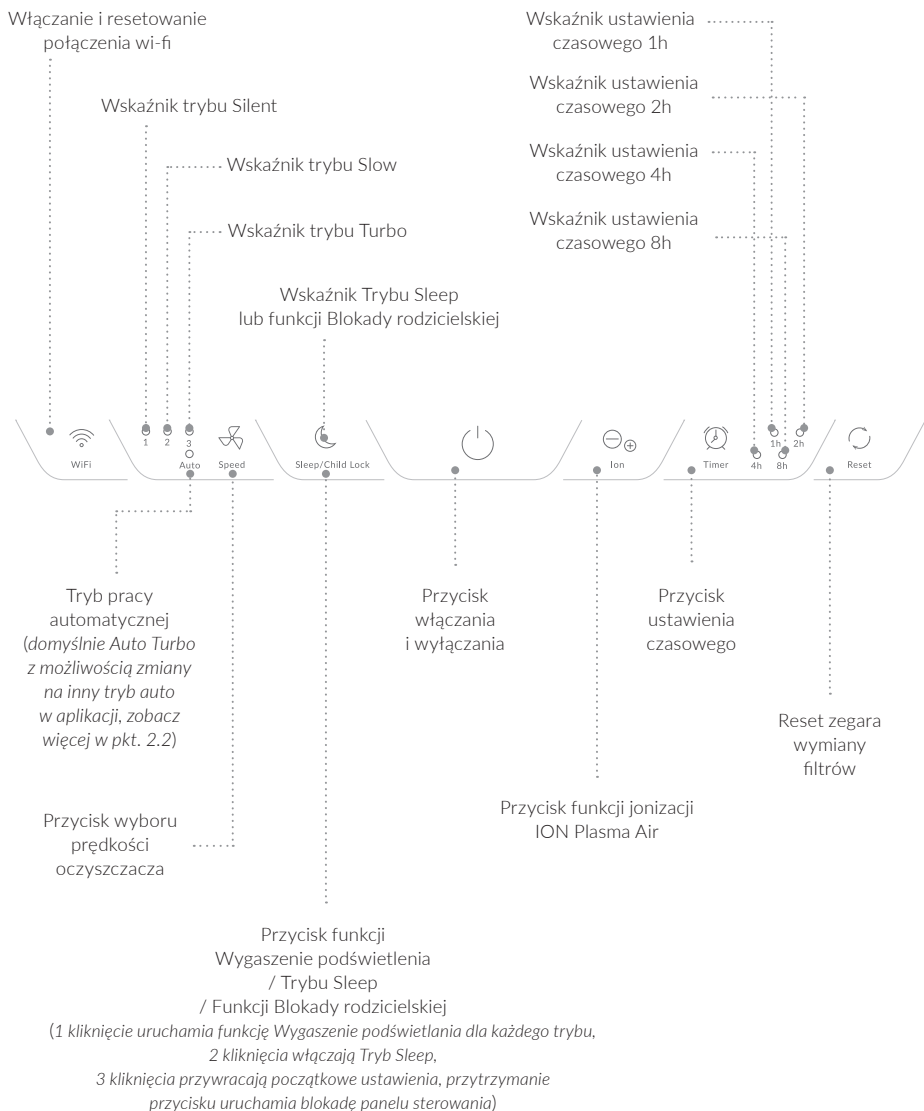 Włączanie i resetowanie
połączenia wi-fi
Wskaźnik trybu Silent
Wskaźnik trybu Slow
Wskaźnik trybu Turbo
Wskaźnik Trybu Sleep
lub funkcji Blokady rodzicielskiej
Wskaźnik ustawienia
czasowego 1h
Wskaźnik ustawienia
czasowego 2h
Wskaźnik ustawienia
czasowego 4h
Wskaźnik ustawienia
czasowego 8h
WiFi
1 2 3
Auto
Speed
Sleep/Child Lock
Ion
Timer
1h 2h
4h 8h
Reset
Tryb pracy
automatycznej
(domyślnie Auto Turbo
z możliwością zmiany
na inny tryb auto
w aplikacji, zobacz
więcej w pkt. 2.2)
Przycisk wyboru
prędkości
oczyszczacza
Przycisk
włączania
i wyłączania
Przycisk
ustawienia
czasowego
Reset zegara
wymiany
filtrów
Przycisk funkcji jonizacji
ION Plasma Air
Przycisk funkcji
Wygaszenie podświetlenia
/ Trybu Sleep
/ Funkcji Blokady rodzicielskiej
(1 kliknięcie uruchamia funkcję Wygaszenie podświetlania dla każdego trybu,
2 kliknięcia włączają Tryb Sleep,
3 kliknięcia przywracają początkowe ustawienia, przytrzymanie
przycisku uruchamia blokadę panelu sterowania)